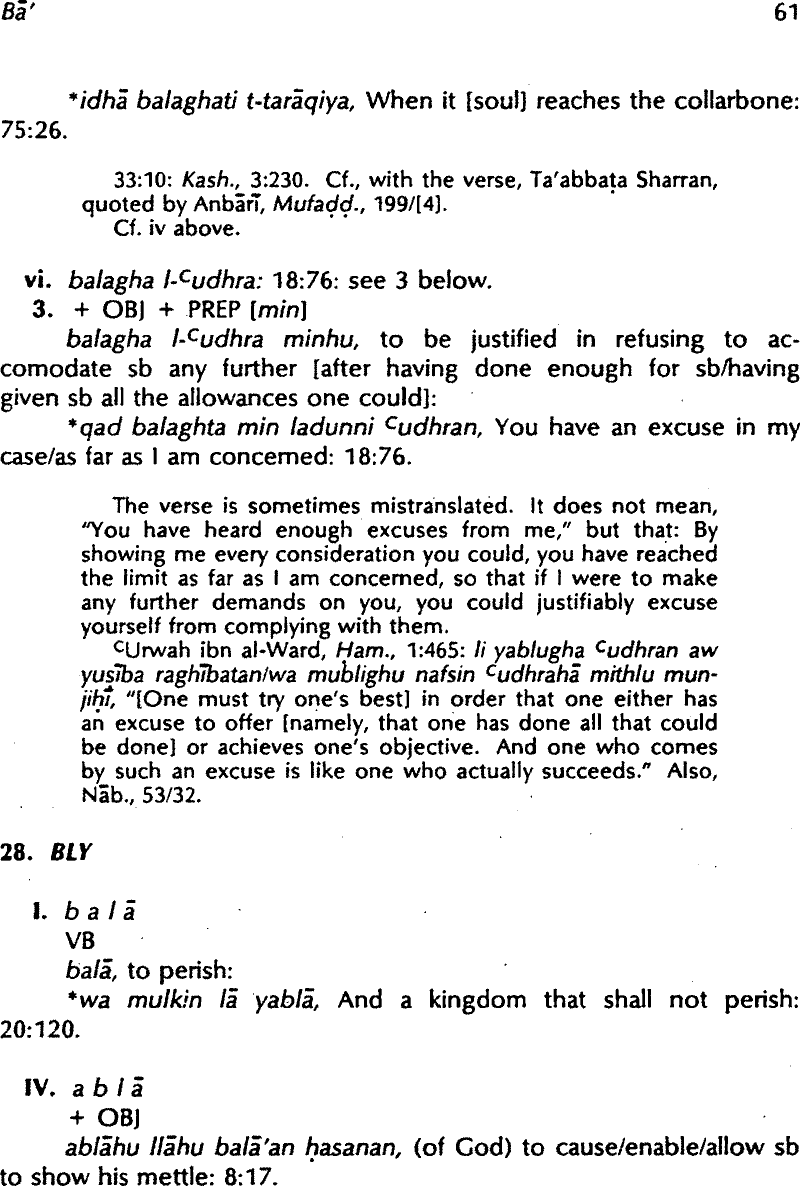 Bā'
61
*idhā balaghati t-tarāqiya, When it [soul] reaches the collarbone:
75:26.
33:10: Kash., 3:230. Cf., with the verse, Ta'abbaṭa Sharran,
quoted by Anbārī, Mufaḍḍ., 199/[4].
Cf. iv above.
vi. balagha l-ᶜudhra: 18:76: see 3 below.
3. + OBJ + PREP [min]
balagha l-ᶜudhra minhu, to be justified in refusing to ac-
comodate sb any further [after having done enough for sb/having
given sb all the allowances one could]:
*qad balaghta min ladunni ᶜudhran, You have an excuse in my
case/as far as I am concerned: 18:76.
The verse is sometimes mistranslated. It does not mean,
"You have heard enough excuses from me," but that: By
showing me every consideration you could, you have reached
the limit as far as I am concerned, so that if I were to make
any further demands on you, you could justifiably excuse
yourself from complying with them.
ᶜUrwah ibn al-Ward, Ḥam., 1:465: li yablugha ᶜudhran aw
yuṣība raghībatan/wa mublighu nafsin ᶜudhrahā mithlu mun-
jiḥī, "[One must try one's best] in order that one either has
an excuse to offer [namely, that one has done all that could
be done] or achieves one's objective. And one who comes
by such an excuse is like one who actually succeeds." Also,
Nāb., 53/32.
28. BLY
I. b a l ā
VB
balā, to perish:
*wa mulkin lā yablā, And a kingdom that shall not perish:
20:120.
IV. a b l ā
+ OBJ
ablāhu llāhu balā'an ḥasanan, (of God) to cause/enable/allow sb
to show his mettle: 8:17.